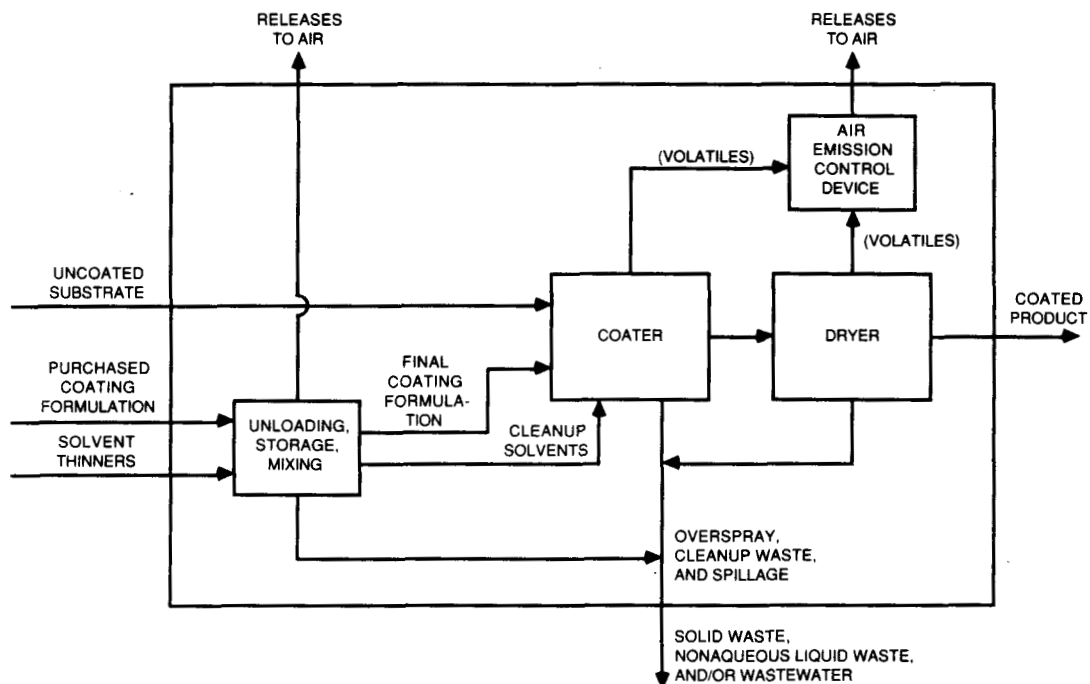 RELEASES
TO AIR
RELEASES
TO AIR
AIR
EMISSION
CONTROL
DEVICE
(VOLATILES)
(VOLATILES)
UNCOATED
SUBSTRATE
COATER
DRYER
COATED
PRODUCT
PURCHASED
COATING
FORMULATION
SOLVENT
THINNERS
UNLOADING,
STORAGE,
MIXING
FINAL
COATING
FORMULA-
TION
CLEANUP
SOLVENTS
OVERSPRAY,
CLEANUP WASTE,
AND SPILLAGE
SOLID WASTE,
NONAQUEOUS LIQUID WASTE,
AND/OR WASTEWATER